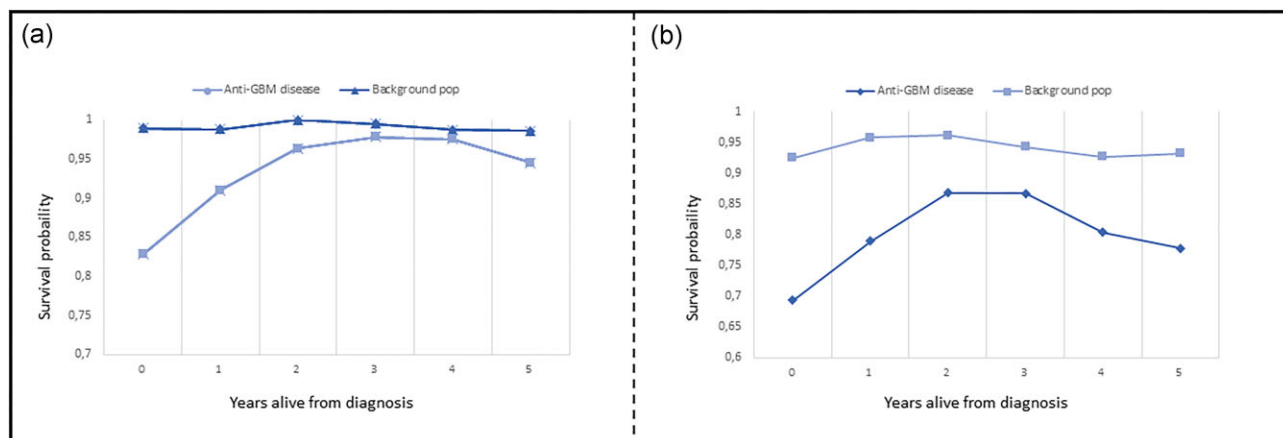 (a)
Anti-GBM disease Background pop
1
0,95
0,9
0,85
0,8
0,75
0,7
Survival probaility
0 1 2 3 4 5
Years alive from diagnosis
(b)
Anti-GBM disease Background pop
1
0,95
0,9
0,85
0,8
0,75
0,7
0,65
0,6
Survival probaility
0 1 2 3 4 5
Years alive from diagnosis